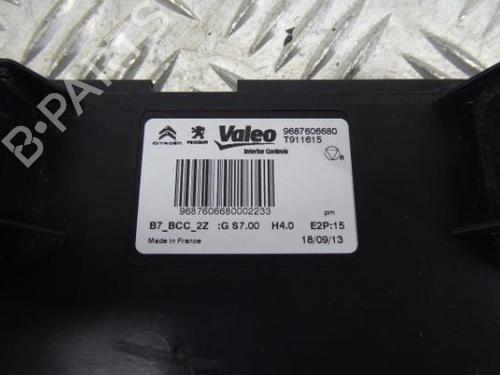 B-PARTS
CITROËN PEUGEOT Valeo 9687606680
T911615
Interior Controls
R
9687606680002233
pm
B7_BCC_2Z :G S7.00 H4.0 E2P:15
Made in France 18/09/13